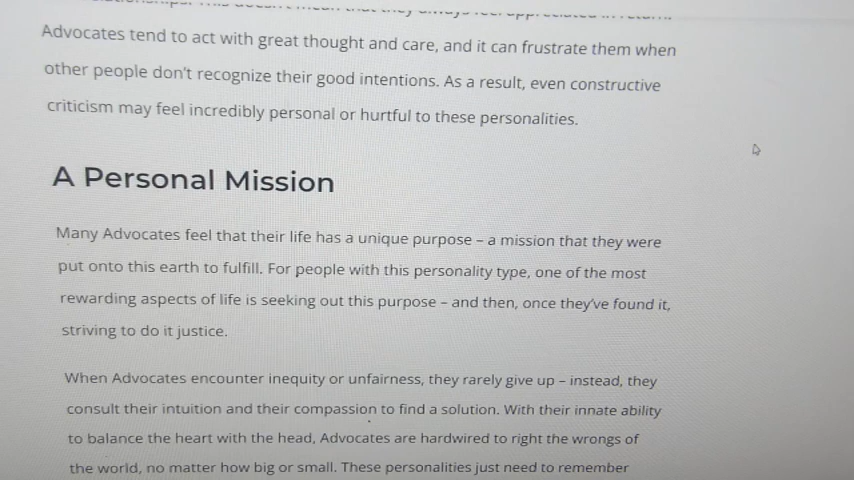 always feel appreciated in return.
Advocates tend to act with great thought and care, and it can frustrate them when
other people don't recognize their good intentions. As a result, even constructive
criticism may feel incredibly personal or hurtful to these personalities.
A Personal Mission
Many Advocates feel that their life has a unique purpose – a mission that they were
put onto this earth to fulfill. For people with this personality type, one of the most
rewarding aspects of life is seeking out this purpose – and then, once they've found it,
striving to do it justice.
When Advocates encounter inequity or unfairness, they rarely give up – instead, they
consult their intuition and their compassion to find a solution. With their innate ability
to balance the heart with the head, Advocates are hardwired to right the wrongs of
the world, no matter how big or small. These personalities just need to remember